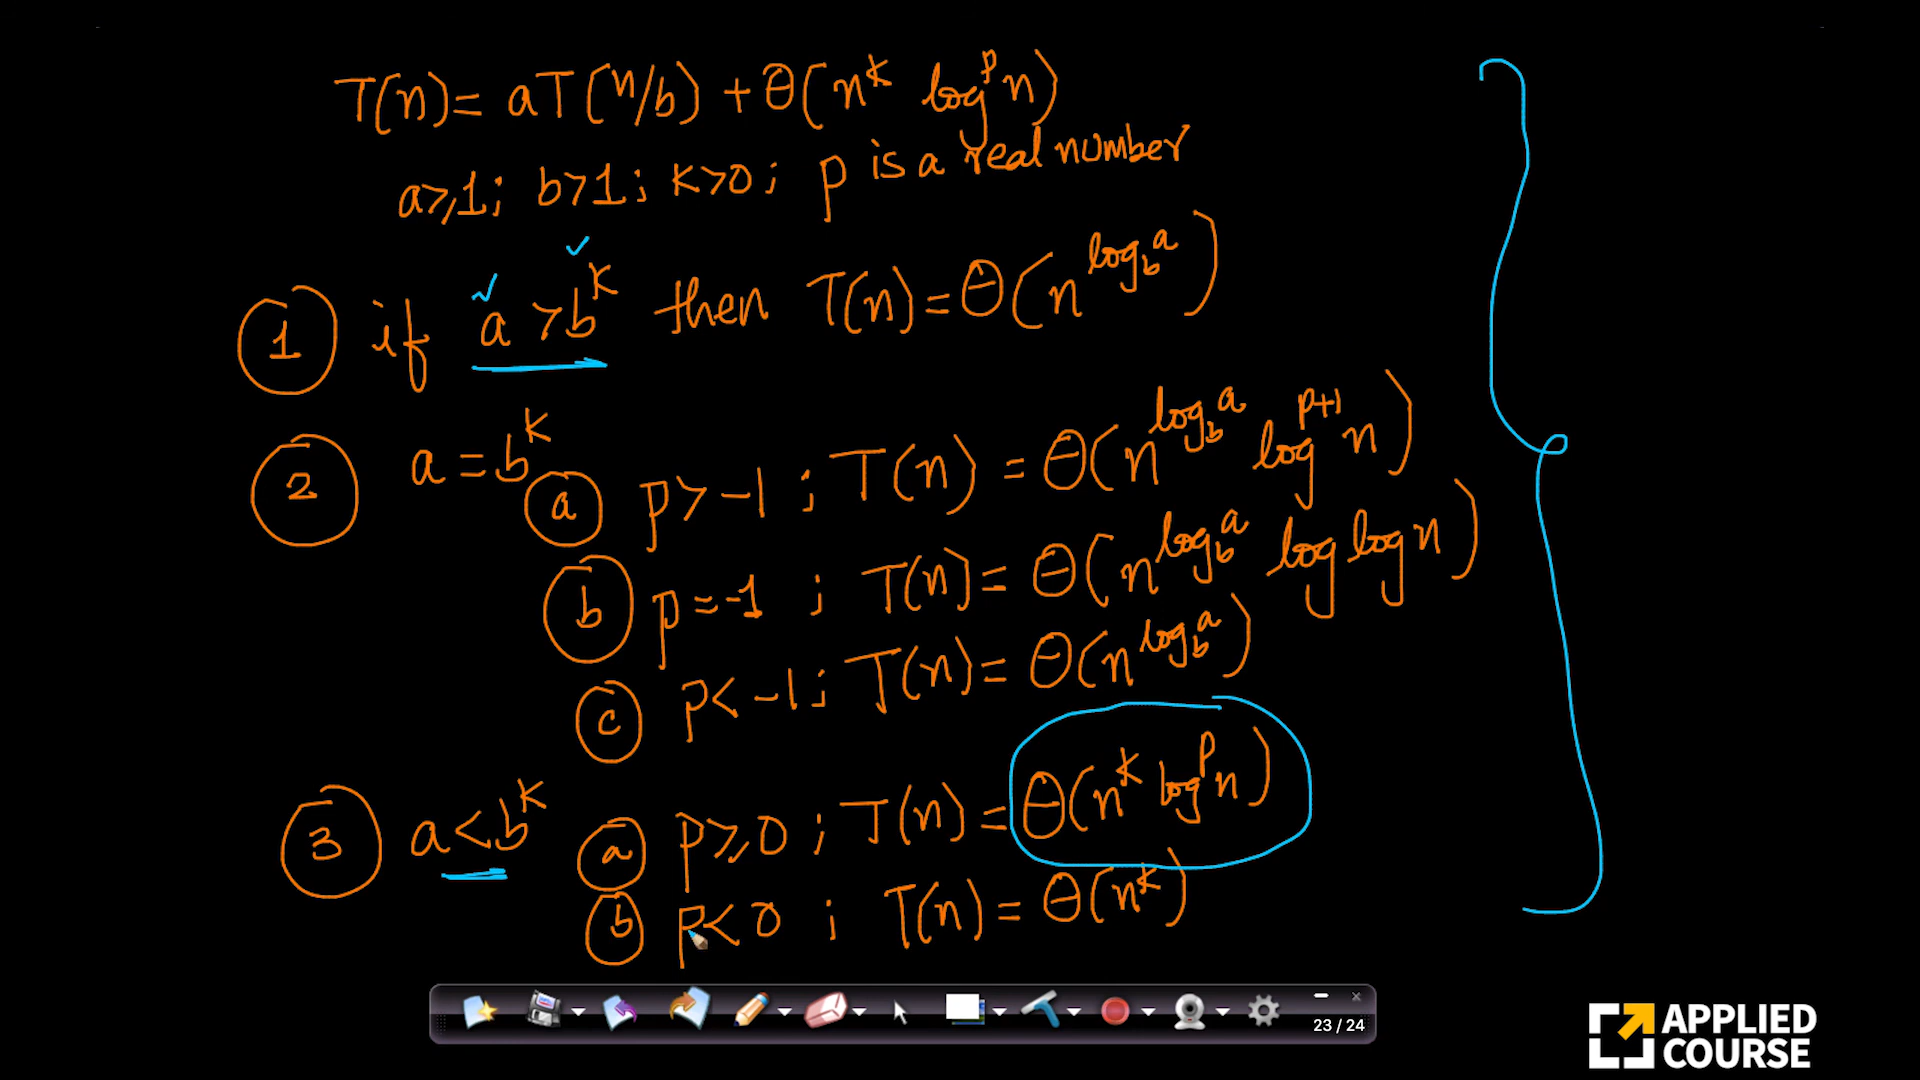 T(n) = aT(n/b) + Θ(n^k log^p n)
a⩾1; b>1; k>0; p is a real number
1 if a > b^k then T(n) = Θ(n^{log_b a})
2 a = b^k
a p > -1 ; T(n) = Θ(n^{log_b a} log^{p+1} n)
b p = -1 ; T(n) = Θ(n^{log_b a} log log n)
c p < -1 ; T(n) = Θ(n^{log_b a})
3 a < b^k
a p ⩾ 0 ; T(n) = Θ(n^k log^p n)
b p < 0 ; T(n) = Θ(n^k)
23 / 24
APPLIED
COURSE